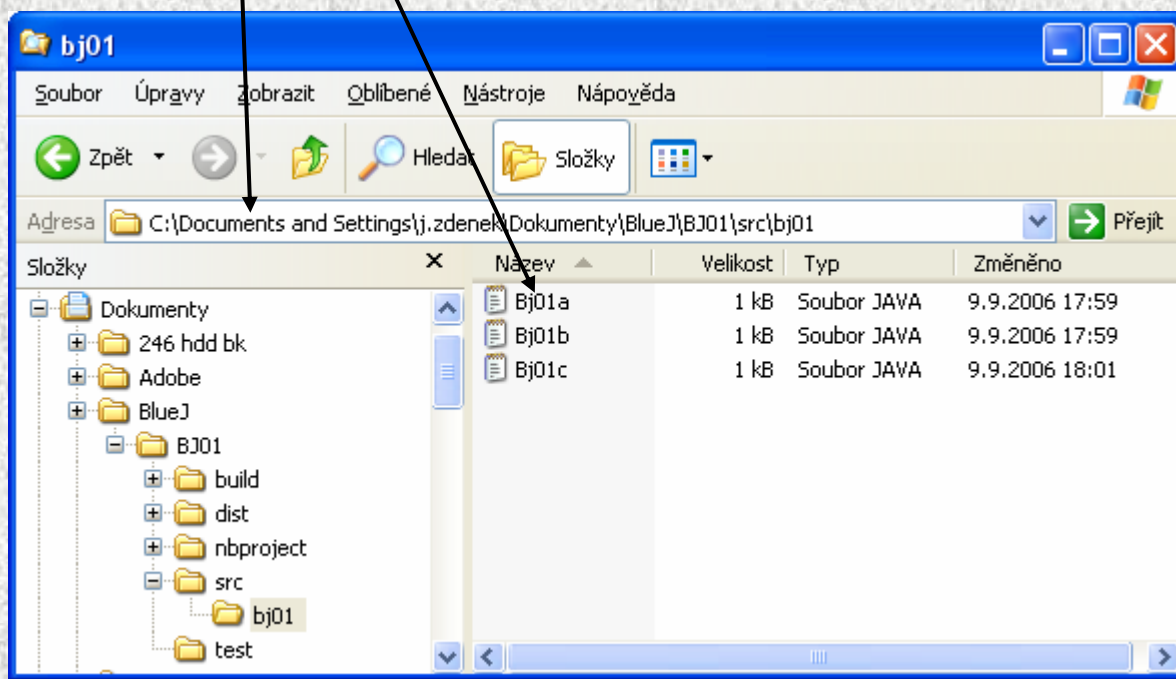 bj01
Soubor Úpravy Zobrazit Oblíbené Nástroje Nápověda
Zpět Hledat Složky
Adresa C:\Documents and Settings\j.zdenek\Dokumenty\BlueJ\BJ01\src\bj01 Přejít
Složky Název Velikost Typ Změněno
Dokumenty Bj01a 1 kB Soubor JAVA 9.9.2006 17:59
246 hdd bk Bj01b 1 kB Soubor JAVA 9.9.2006 17:59
Adobe Bj01c 1 kB Soubor JAVA 9.9.2006 18:01
BlueJ
BJ01
build
dist
nbproject
src
bj01
test